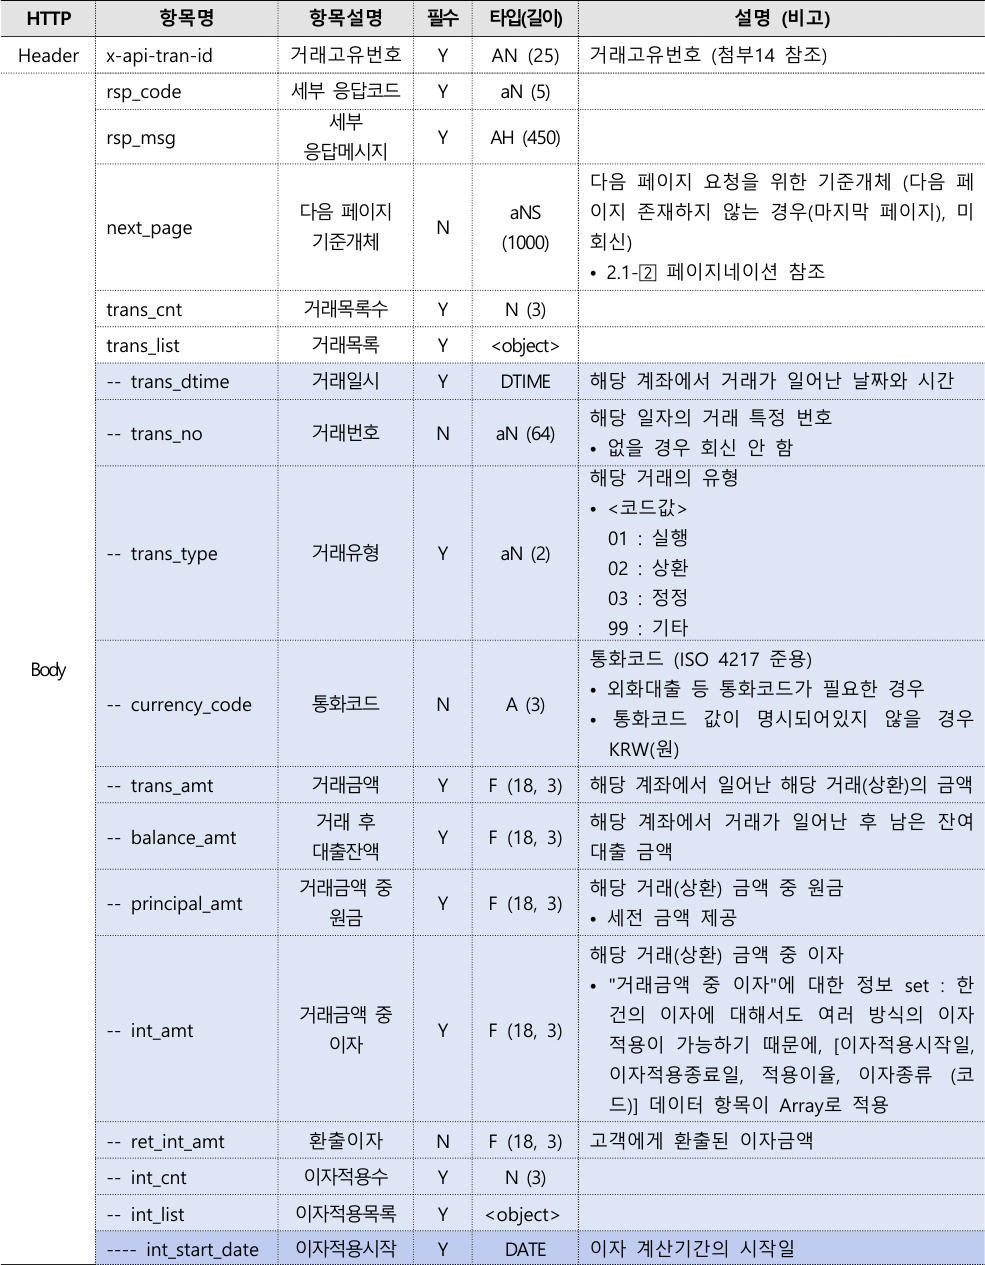 HTTP 항목명 항목설명 필수 타입(길이) 설명 (비고)
Header x-api-tran-id 거래고유번호 Y AN (25) 거래고유번호 (첨부14 참조)
Body
rsp_code 세부 응답코드 Y aN (5)
rsp_msg 세부
응답메시지 Y AH (450)
next_page 다음 페이지
기준개체 N aNS
(1000)
다음 페이지 요청을 위한 기준개체 (다음 페
이지 존재하지 않는 경우(마지막 페이지), 미
회신)
• 2.1-2 페이지네이션 참조
trans_cnt 거래목록수 Y N (3)
trans_list 거래목록 Y <object>
-- trans_dtime 거래일시 Y DTIME 해당 계좌에서 거래가 일어난 날짜와 시간
-- trans_no 거래번호 N aN (64) 해당 일자의 거래 특정 번호
• 없을 경우 회신 안 함
-- trans_type 거래유형 Y aN (2) 해당 거래의 유형
• <코드값>
01 : 실행
02 : 상환
03 : 정정
99 : 기타
-- currency_code 통화코드 N A (3) 통화코드 (ISO 4217 준용)
• 외화대출 등 통화코드가 필요한 경우
• 통화코드 값이 명시되어있지 않을 경우
KRW(원)
-- trans_amt 거래금액 Y F (18, 3) 해당 계좌에서 일어난 해당 거래(상환)의 금액
-- balance_amt 거래 후
대출잔액 Y F (18, 3) 해당 계좌에서 거래가 일어난 후 남은 잔여
대출 금액
-- principal_amt 거래금액 중
원금 Y F (18, 3) 해당 거래(상환) 금액 중 원금
• 세전 금액 제공
-- int_amt 거래금액 중
이자 Y F (18, 3) 해당 거래(상환) 금액 중 이자
• "거래금액 중 이자"에 대한 정보 set : 한
건의 이자에 대해서도 여러 방식의 이자
적용이 가능하기 때문에, [이자적용시작일,
이자적용종료일, 적용이율, 이자종류 (코
드)] 데이터 항목이 Array로 적용
-- ret_int_amt 환출이자 N F (18, 3) 고객에게 환출된 이자금액
-- int_cnt 이자적용수 Y N (3)
-- int_list 이자적용목록 Y <object>
---- int_start_date 이자적용시작 Y DATE 이자 계산기간의 시작일